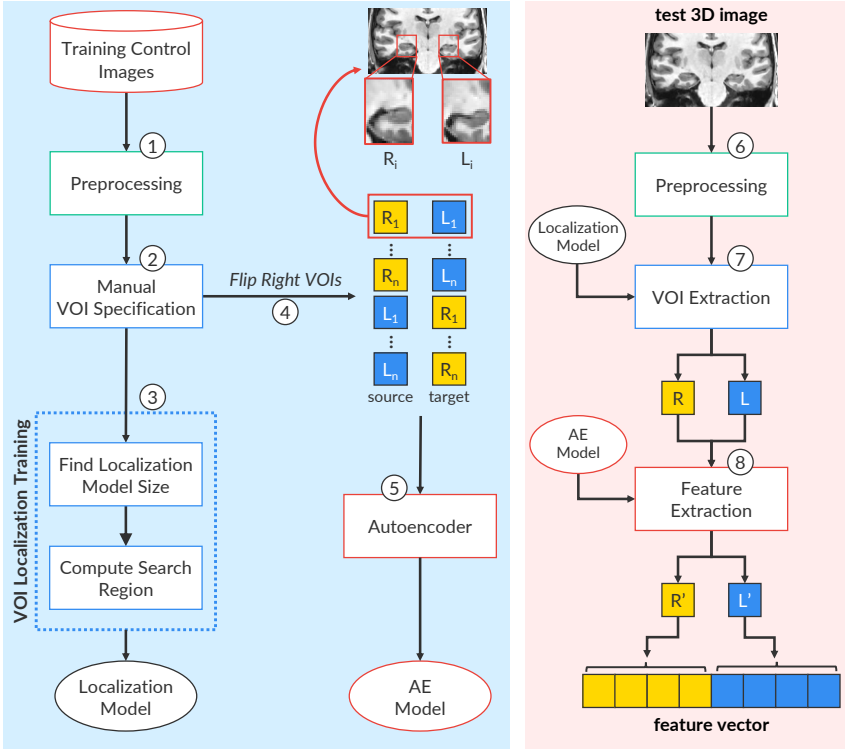 Training Control
Images
1
Preprocessing
2
Manual
VOI Specification
Flip Right VOIs
4
3
VOI Localization Training
Find Localization
Model Size
Compute Search
Region
Localization
Model
Rᵢ Lᵢ
R₁ L₁
⋮ ⋮
Rₙ Lₙ
L₁ R₁
⋮ ⋮
Lₙ Rₙ
source target
5
Autoencoder
AE
Model
test 3D image
6
Preprocessing
Localization
Model
7
VOI Extraction
R L
AE
Model
8
Feature
Extraction
R’ L’
feature vector